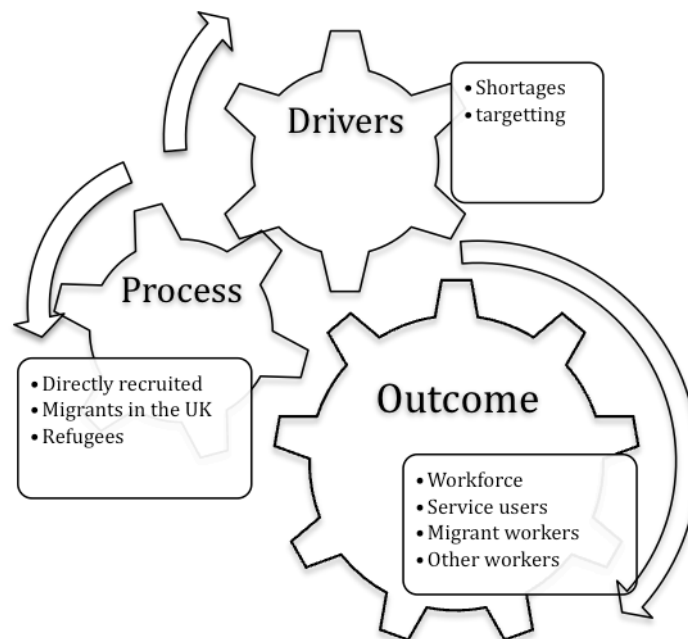 Drivers
• Shortages
• targetting
Process
• Directly recruited
• Migrants in the UK
• Refugees
Outcome
• Workforce
• Service users
• Migrant workers
• Other workers